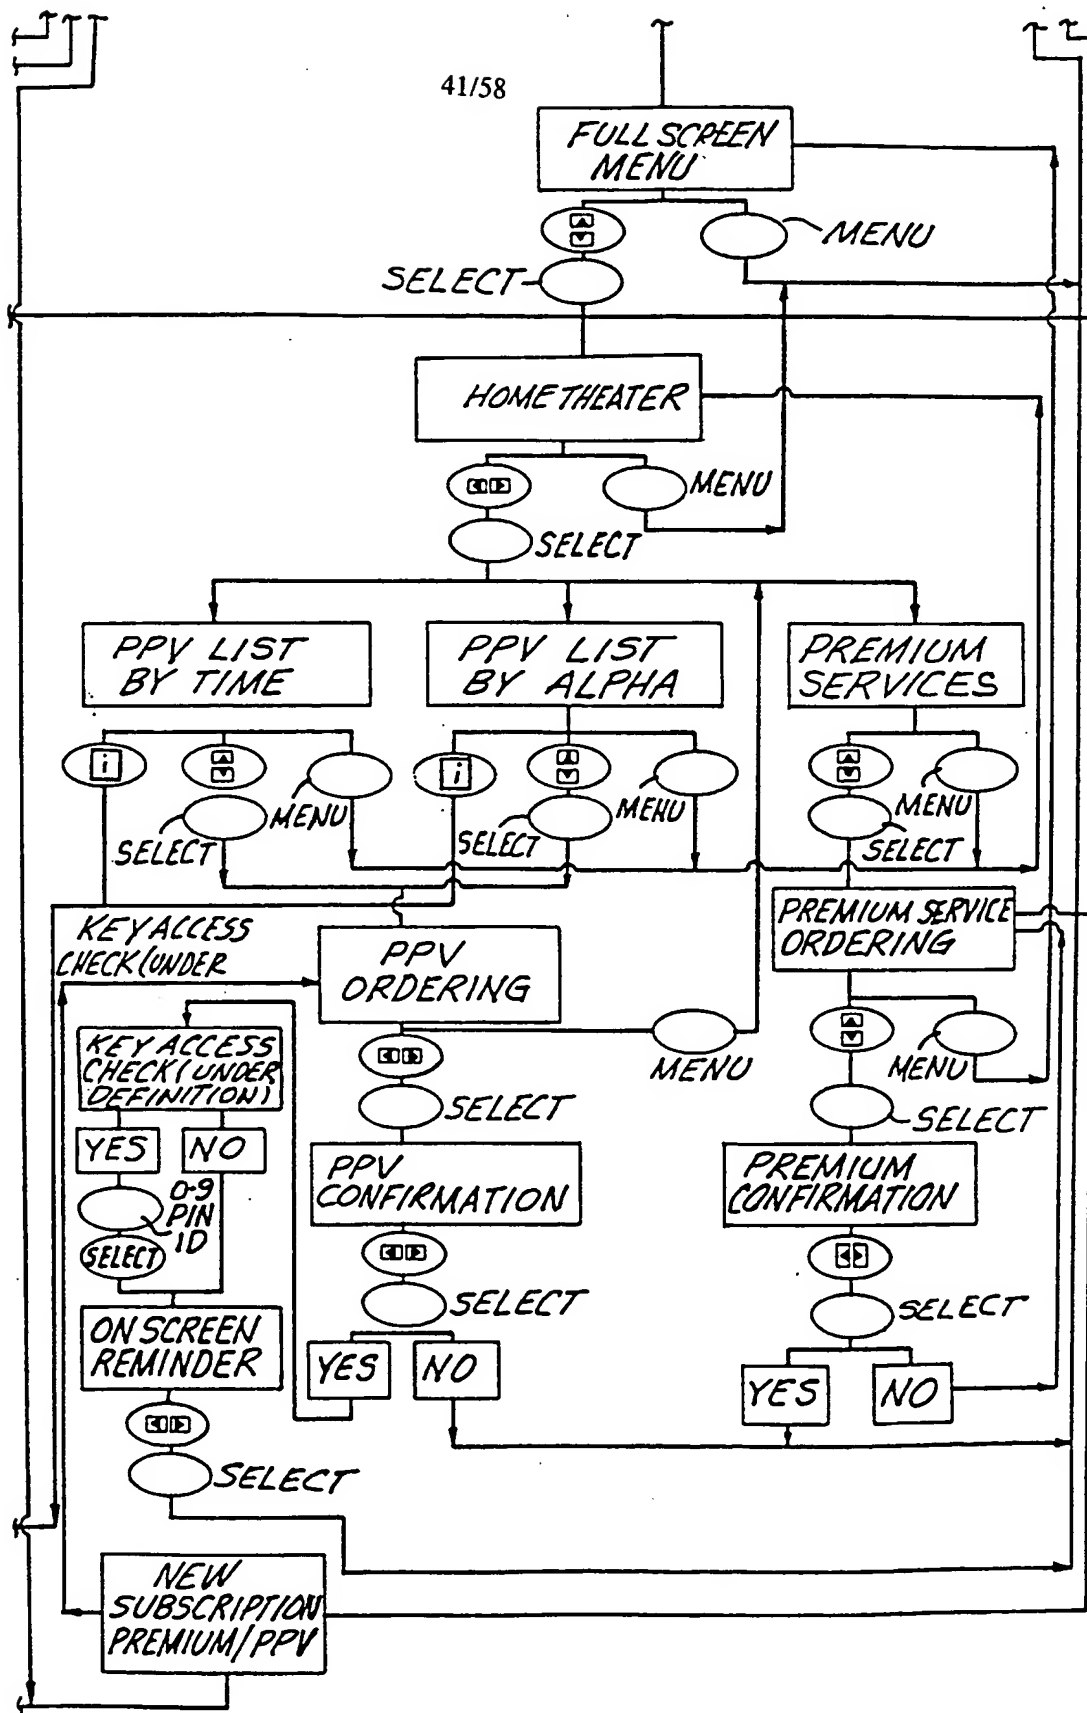 41/58
FULL SCREEN
MENU
MENU
SELECT
HOME THEATER
MENU
SELECT
PPV LIST
BY TIME
PPV LIST
BY ALPHA
PREMIUM
SERVICES
i
i
MENU
SELECT
MENU
SELECT
MENU
SELECT
KEY ACCESS
CHECK (UNDER
PPV
ORDERING
PREMIUM SERVICE
ORDERING
KEY ACCESS
CHECK (UNDER
DEFINITION)
MENU
MENU
SELECT
SELECT
YES
NO
PPV
CONFIRMATION
PREMIUM
CONFIRMATION
0-9
PIN
ID
SELECT
SELECT
SELECT
ON SCREEN
REMINDER
YES
NO
YES
NO
SELECT
NEW
SUBSCRIPTION
PREMIUM/PPV